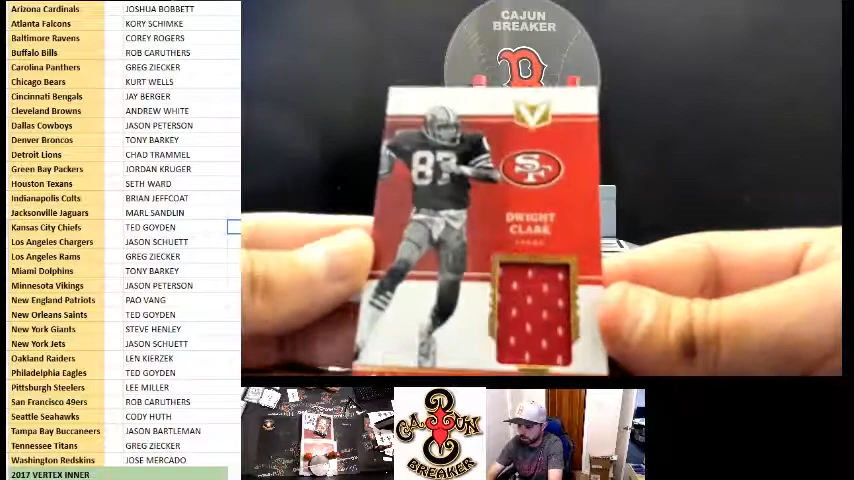 Arizona Cardinals JOSHUA BOBBETT
Atlanta Falcons KORY SCHIMKE
Baltimore Ravens COREY ROGERS
Buffalo Bills ROB CARUTHERS
Carolina Panthers GREG ZIECKER
Chicago Bears KURT WELLS
Cincinnati Bengals JAY BERGER
Cleveland Browns ANDREW WHITE
Dallas Cowboys JASON PETERSON
Denver Broncos TONY BARKEY
Detroit Lions CHAD TRAMMEL
Green Bay Packers JORDAN KRUGER
Houston Texans SETH WARD
Indianapolis Colts BRIAN JEFFCOAT
Jacksonville Jaguars MARL SANDLIN
Kansas City Chiefs TED GOYDEN
Los Angeles Chargers JASON SCHUETT
Los Angeles Rams GREG ZIECKER
Miami Dolphins TONY BARKEY
Minnesota Vikings JASON PETERSON
New England Patriots PAO VANG
New Orleans Saints TED GOYDEN
New York Giants STEVE HENLEY
New York Jets JASON SCHUETT
Oakland Raiders LEN KIERZEK
Philadelphia Eagles TED GOYDEN
Pittsburgh Steelers LEE MILLER
San Francisco 49ers ROB CARUTHERS
Seattle Seahawks CODY HUTH
Tampa Bay Buccaneers JASON BARTLEMAN
Tennessee Titans GREG ZIECKER
Washington Redskins JOSE MERCADO
2017 VERTEX INNER
CAJUN
BREAKER
B
V
87
SF
DWIGHT
CLARK
CAJUN
BREAKER